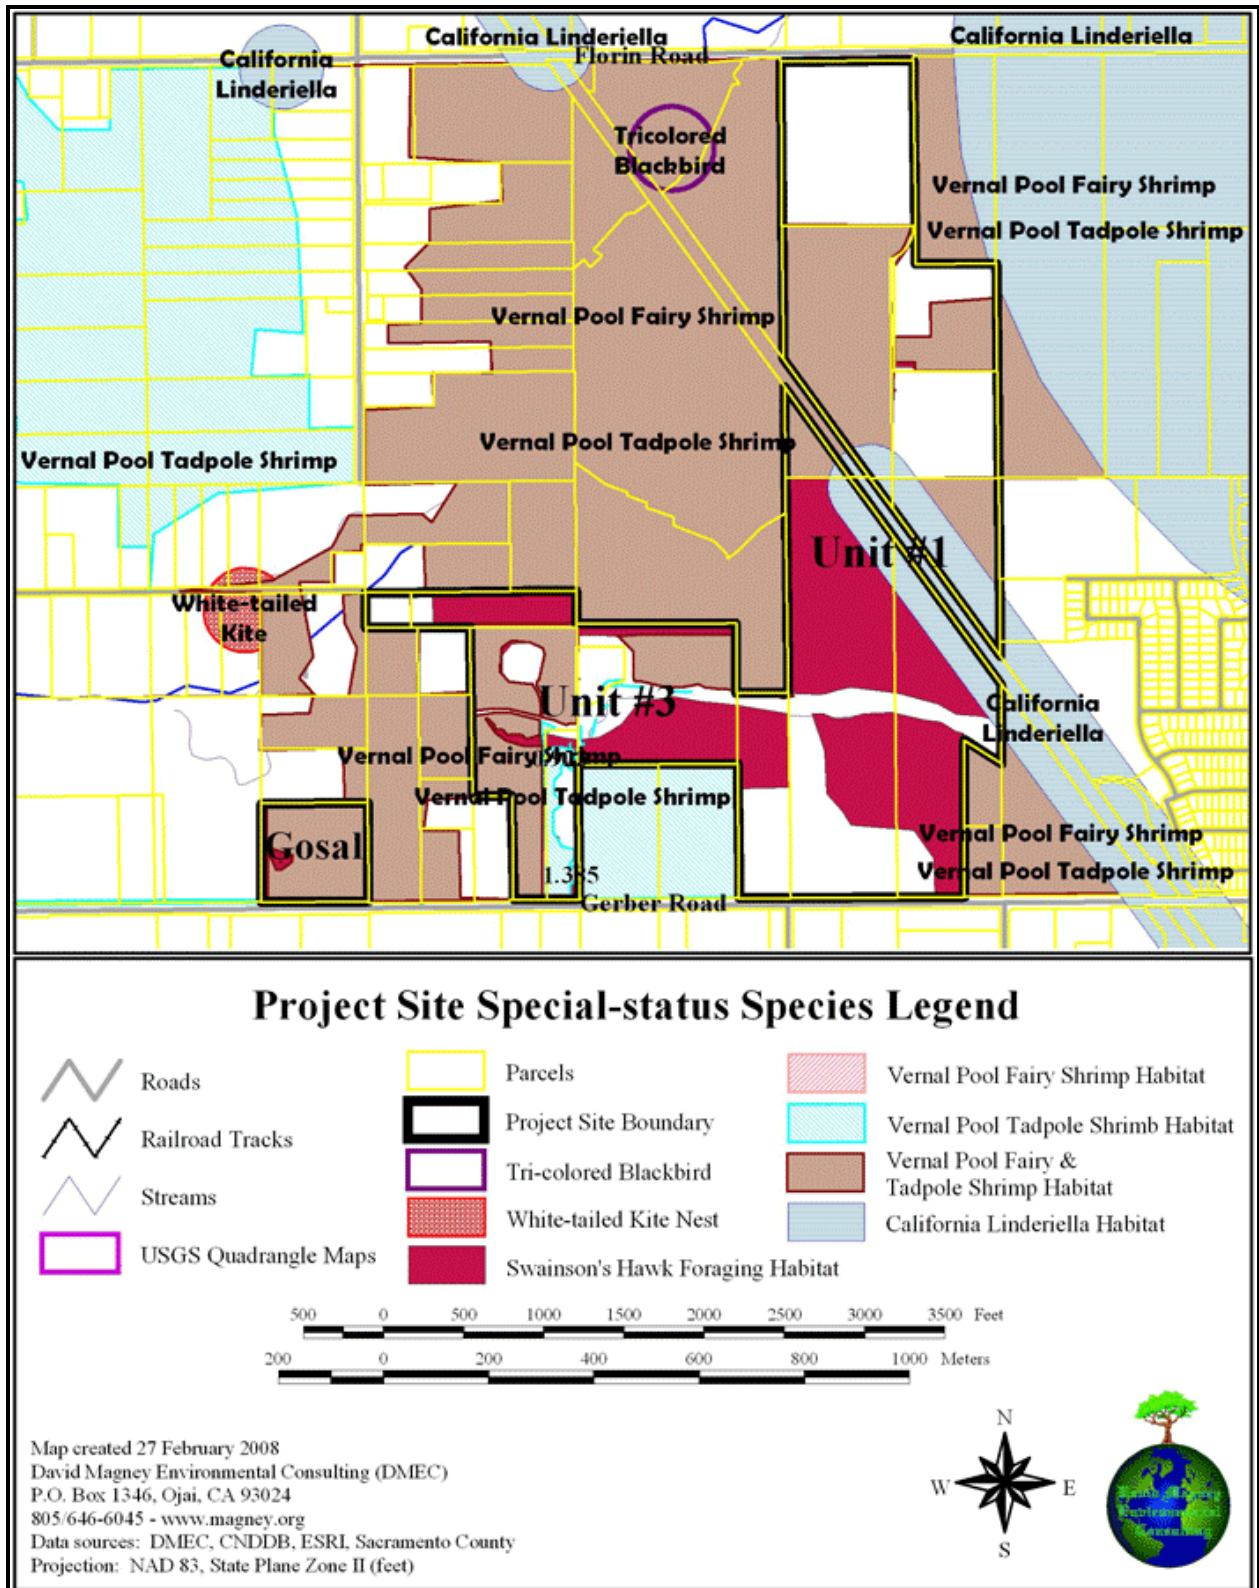 California Linderiella
California Linderiella
Florin Road
California
Linderiella
Tricolored
Blackbird
Vernal Pool Fairy Shrimp
Vernal Pool Tadpole Shrimp
Vernal Pool Fairy Shrimp
Vernal Pool Tadpole Shrimp
Vernal Pool Tadpole Shrimp
Unit #1
White-tailed
Kite
Unit #3
California
Linderiella
Vernal Pool Fairy Shrimp
Vernal Pool Tadpole Shrimp
Vernal Pool Fairy Shrimp
Gosal
Vernal Pool Tadpole Shrimp
1.385
Gerber Road
Project Site Special-status Species Legend
Roads
Railroad Tracks
Streams
USGS Quadrangle Maps
Parcels
Project Site Boundary
Tri-colored Blackbird
White-tailed Kite Nest
Swainson's Hawk Foraging Habitat
Vernal Pool Fairy Shrimp Habitat
Vernal Pool Tadpole Shrimb Habitat
Vernal Pool Fairy &
Tadpole Shrimp Habitat
California Linderiella Habitat
500 0 500 1000 1500 2000 2500 3000 3500 Feet
200 0 200 400 600 800 1000 Meters
Map created 27 February 2008
David Magney Environmental Consulting (DMEC)
P.O. Box 1346, Ojai, CA 93024
805/646-6045 - www.magney.org
Data sources: DMEC, CNDDB, ESRI, Sacramento County
Projection: NAD 83, State Plane Zone II (feet)
N
W E
S
David Magney
Environmental
Consulting